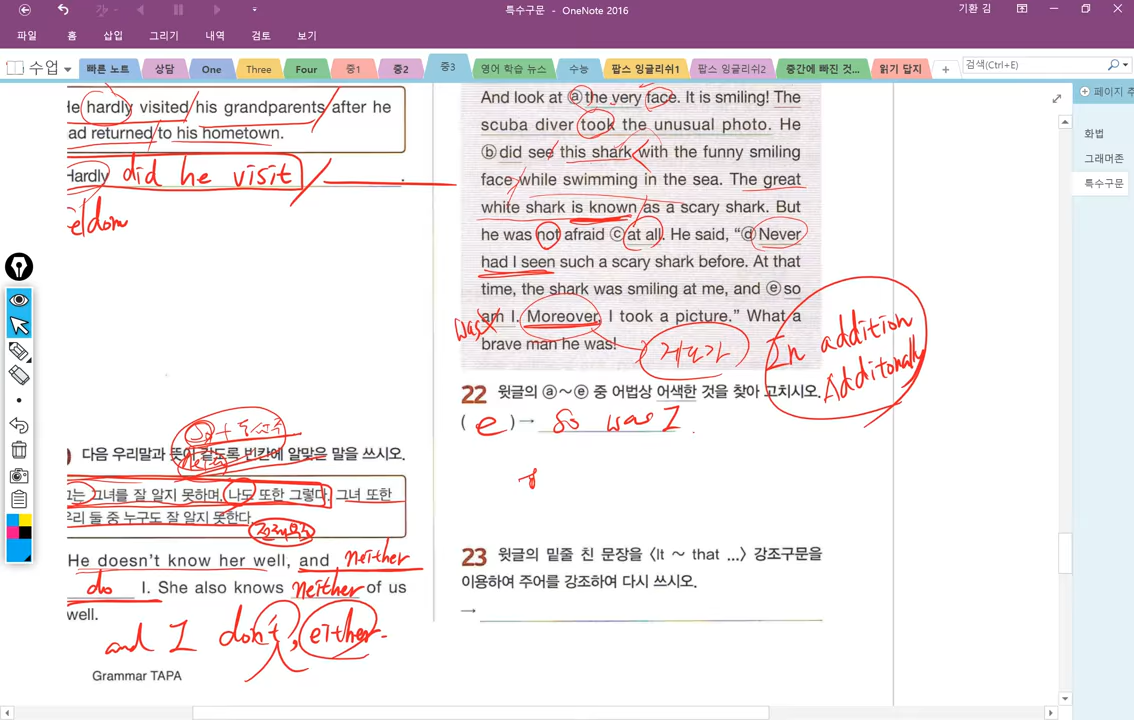 특수구문 - OneNote 2016
기환 김
파일 홈 삽입 그리기 내역 검토 보기
수업 빠른 노트 상담 One Three Four 중1 중2 중3 영어 학습 뉴스 수능 팝스 잉글리쉬1 팝스 잉글리쉬2 중간에 빠진 것... 읽기 답지 + 검색(Ctrl+E)
페이지 추
화법
그래머존
특수구문
He hardly visited his grandparents after he
ad returned to his hometown.
Hardly did he visit
eldom
So + 동사+주
neither
다음 우리말과 뜻이 같도록 빈칸에 알맞은 말을 쓰시오.
그는 그녀를 잘 알지 못하며, 나도 또한 그렇다. 그녀 또한
우리 둘 중 누구도 잘 알지 못한다.
He doesn't know her well, and neither
do I. She also knows neither of us
well.
and I don't, either.
Grammar TAPA
And look at ⓐthe very face. It is smiling! The
scuba diver took the unusual photo. He
ⓑdid see this shark with the funny smiling
face while swimming in the sea. The great
white shark is known as a scary shark. But
he was not afraid ⓒat all. He said, “ⓓNever
had I seen such a scary shark before. At that
time, the shark was smiling at me, and ⓔso
am I. Moreover, I took a picture.” What a
was
brave man he was!
게다가
In addition
Additonally
22 윗글의 ⓐ～ⓔ 중 어법상 어색한 것을 찾아 고치시오.
( e ) → So was I.
23 윗글의 밑줄 친 문장을 〈It ～ that ...〉 강조구문을
이용하여 주어를 강조하여 다시 쓰시오.
→